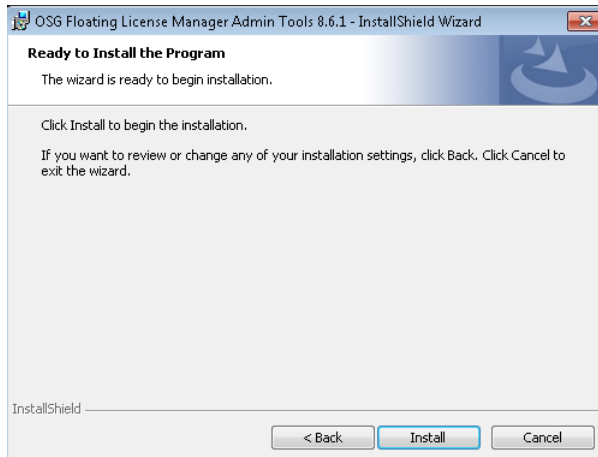 OSG Floating License Manager Admin Tools 8.6.1 - InstallShield Wizard
Ready to Install the Program
The wizard is ready to begin installation.
Click Install to begin the installation.
If you want to review or change any of your installation settings, click Back. Click Cancel to
exit the wizard.
InstallShield
< Back Install Cancel